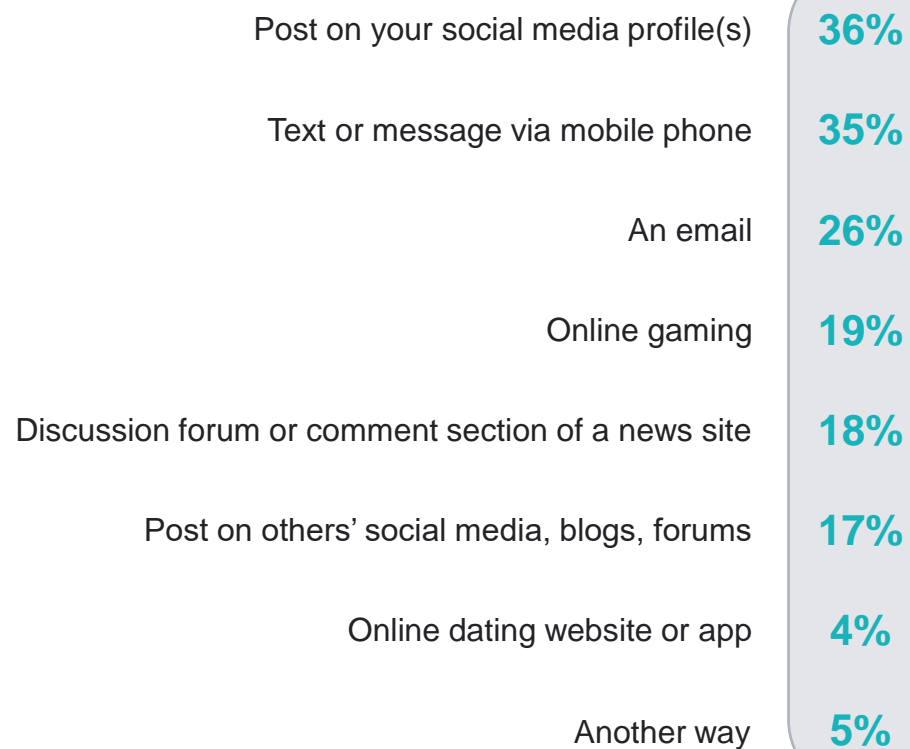 Post on your social media profile(s) 36%
Text or message via mobile phone 35%
An email 26%
Online gaming 19%
Discussion forum or comment section of a news site 18%
Post on others’ social media, blogs, forums 17%
Online dating website or app 4%
Another way 5%